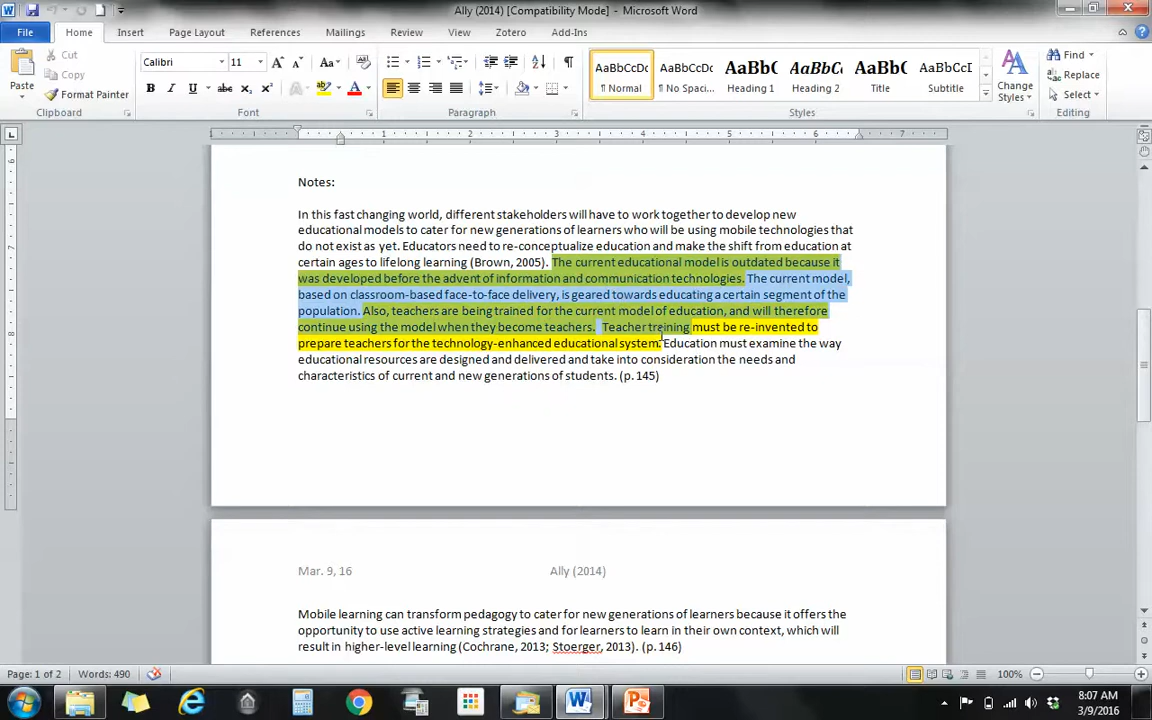 Ally (2014) [Compatibility Mode] - Microsoft Word
File Home Insert Page Layout References Mailings Review View Zotero Add-Ins
Paste
Cut
Copy
Format Painter
Clipboard
Calibri 11
Font
Paragraph
AaBbCcDc AaBbCcDc AaBbC AaBbCc AaBbC AaBbCcI
¶ Normal ¶ No Spaci... Heading 1 Heading 2 Title Subtitle
Change Styles
Styles
Find
Replace
Select
Editing
1 1 2 3 4 5 6 7
Notes:
In this fast changing world, different stakeholders will have to work together to develop new
educational models to cater for new generations of learners who will be using mobile technologies that
do not exist as yet. Educators need to re-conceptualize education and make the shift from education at
certain ages to lifelong learning (Brown, 2005). The current educational model is outdated because it
was developed before the advent of information and communication technologies. The current model,
based on classroom-based face-to-face delivery, is geared towards educating a certain segment of the
population. Also, teachers are being trained for the current model of education, and will therefore
continue using the model when they become teachers. Teacher training must be re-invented to
prepare teachers for the technology-enhanced educational system. Education must examine the way
educational resources are designed and delivered and take into consideration the needs and
characteristics of current and new generations of students. (p. 145)
Mar. 9, 16 Ally (2014)
Mobile learning can transform pedagogy to cater for new generations of learners because it offers the
opportunity to use active learning strategies and for learners to learn in their own context, which will
result in higher-level learning (Cochrane, 2013; Stoerger, 2013). (p. 146)
Page: 1 of 2 Words: 490 100%
8:07 AM
3/9/2016